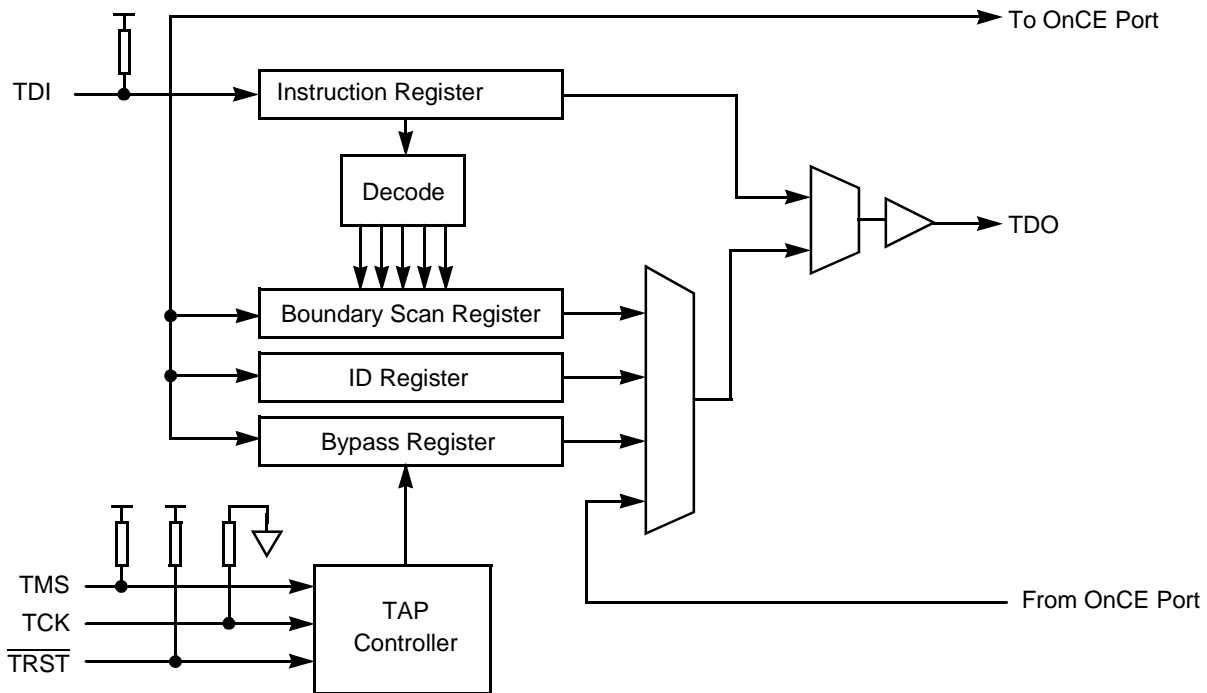 To OnCE Port
TDI
Instruction Register
Decode
TDO
Boundary Scan Register
ID Register
Bypass Register
TMS
TCK
TRST
TAP
Controller
From OnCE Port